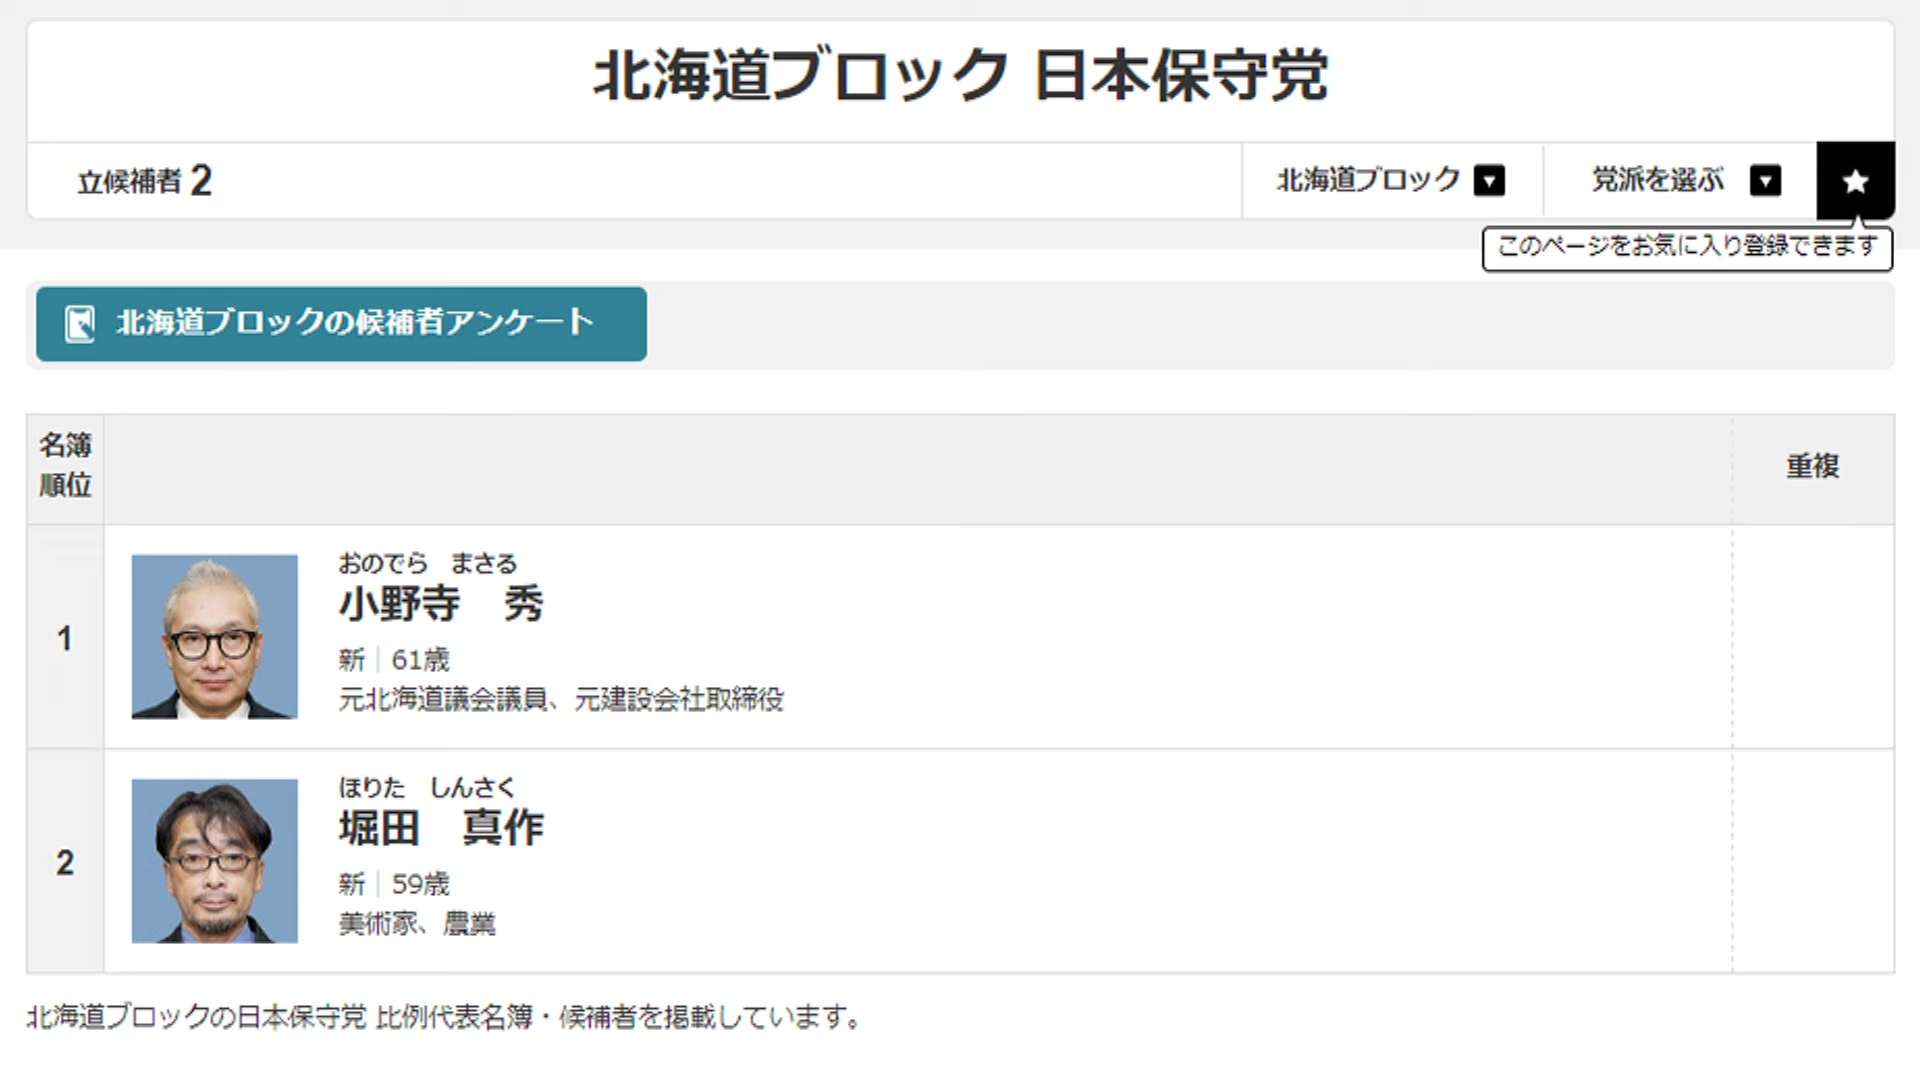 北海道ブロック 日本保守党
立候補者 2
北海道ブロック
党派を選ぶ
このページをお気に入り登録できます
北海道ブロックの候補者アンケート
名簿
順位
重複
1
おのでら　まさる
小野寺　秀
新 | 61歳
元北海道議会議員、元建設会社取締役
2
ほりた　しんさく
堀田　真作
新 | 59歳
美術家、農業
北海道ブロックの日本保守党 比例代表名簿・候補者を掲載しています。